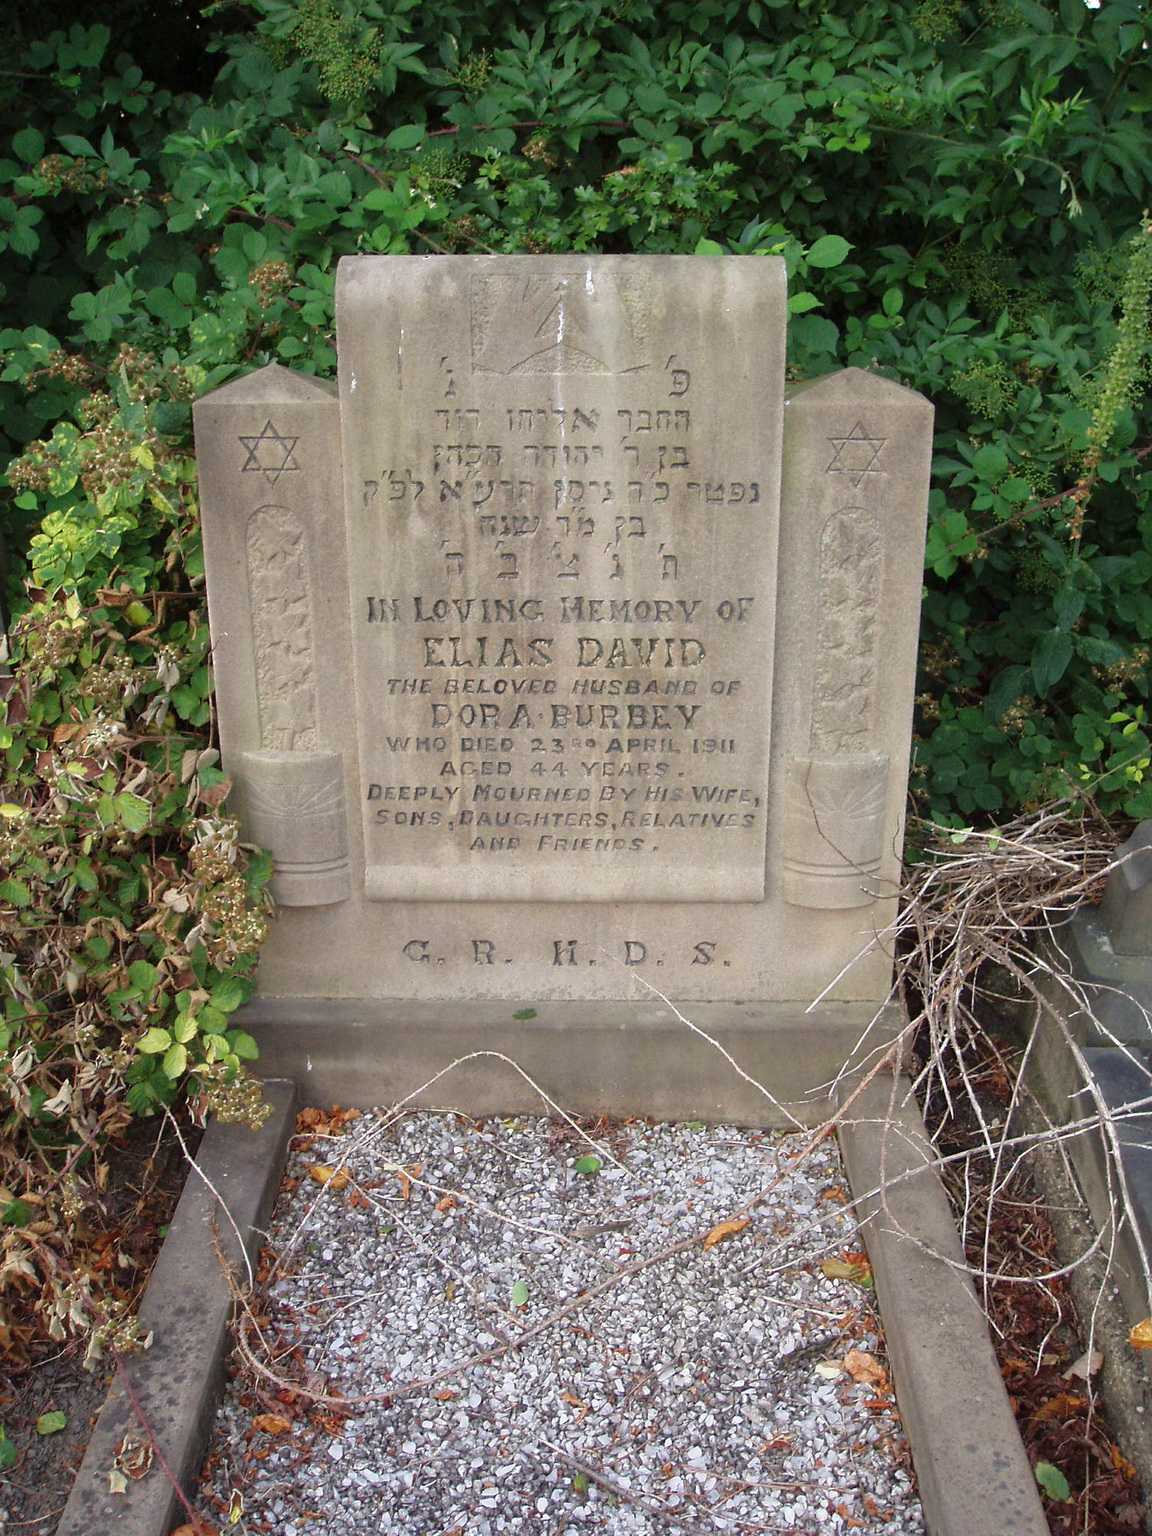 פ' נ'
החבר אליהו דוד
בן ר' יהודה הכהן
נפטר כ"ד ניסן תרע"א לפ"ק
בן מ"ד שנה
ת' נ' צ' ב' ה'
IN LOVING MEMORY OF
ELIAS DAVID
THE BELOVED HUSBAND OF
DORA BURBEY
WHO DIED 23RD APRIL 1911
AGED 44 YEARS.
DEEPLY MOURNED BY HIS WIFE,
SONS, DAUGHTERS, RELATIVES
AND FRIENDS.
G. R. H. D. S.